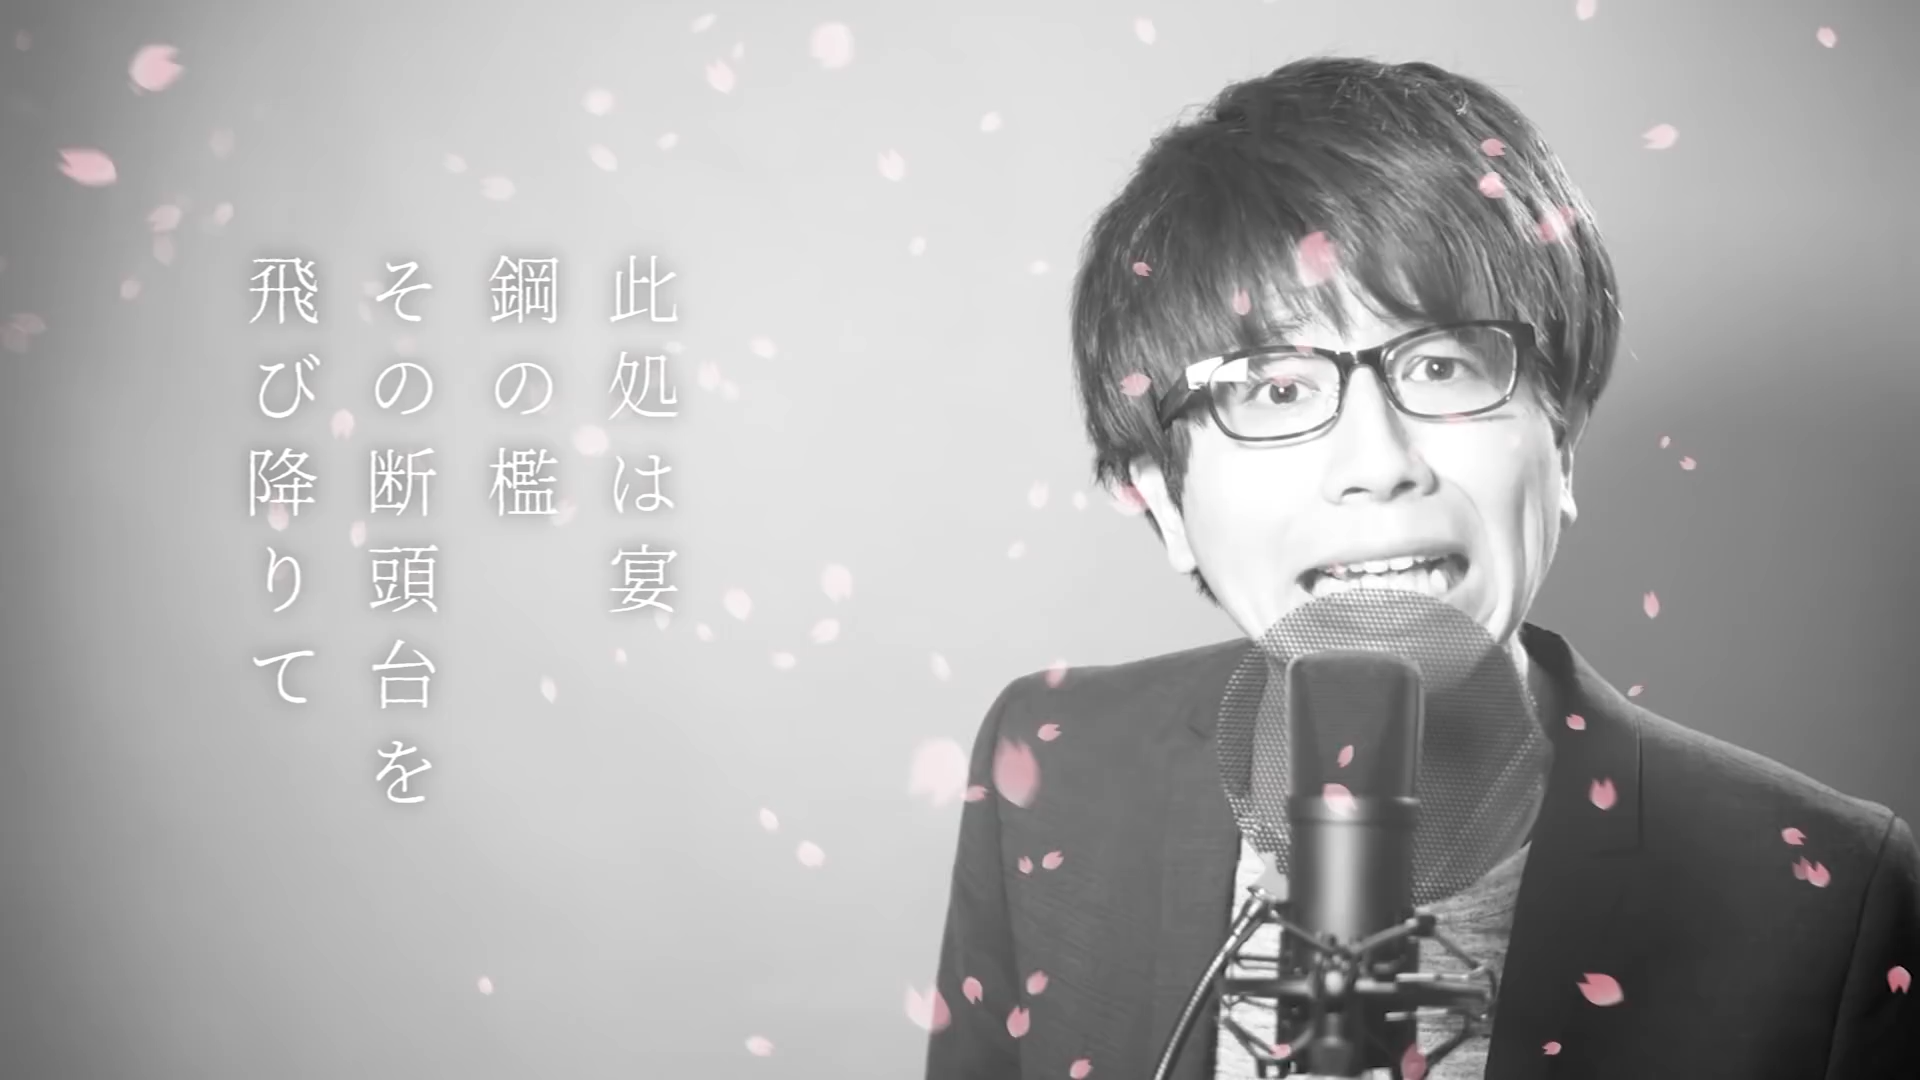 此処は宴
鋼の檻
その断頭台を
飛び降りて